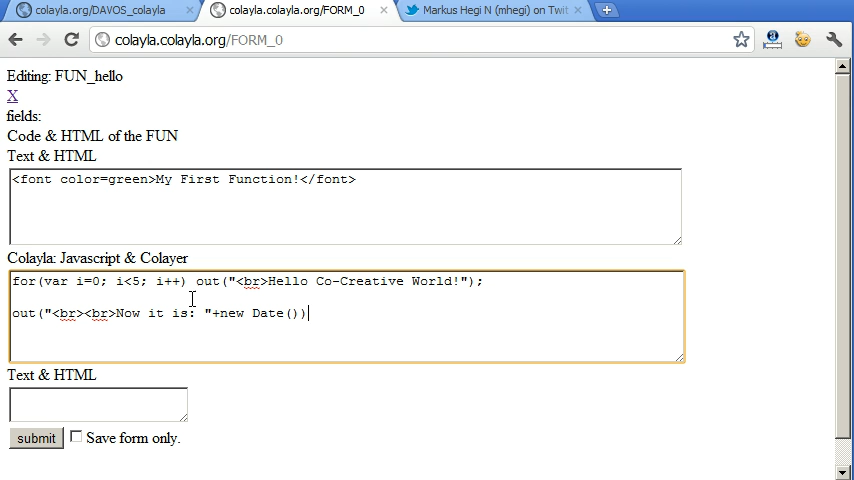 colayla.org/DAVOS_colayla
colayla.colayla.org/FORM_0
Markus Hegi N (mhegi) on Twit
colayla.colayla.org/FORM_0
Editing: FUN_hello
X
fields:
Code & HTML of the FUN
Text & HTML
<font color=green>My First Function!</font>
Colayla: Javascript & Colayer
for(var i=0; i<5; i++) out("<br>Hello Co-Creative World!");
out("<br><br>Now it is: "+new Date())
Text & HTML
submit
Save form only.